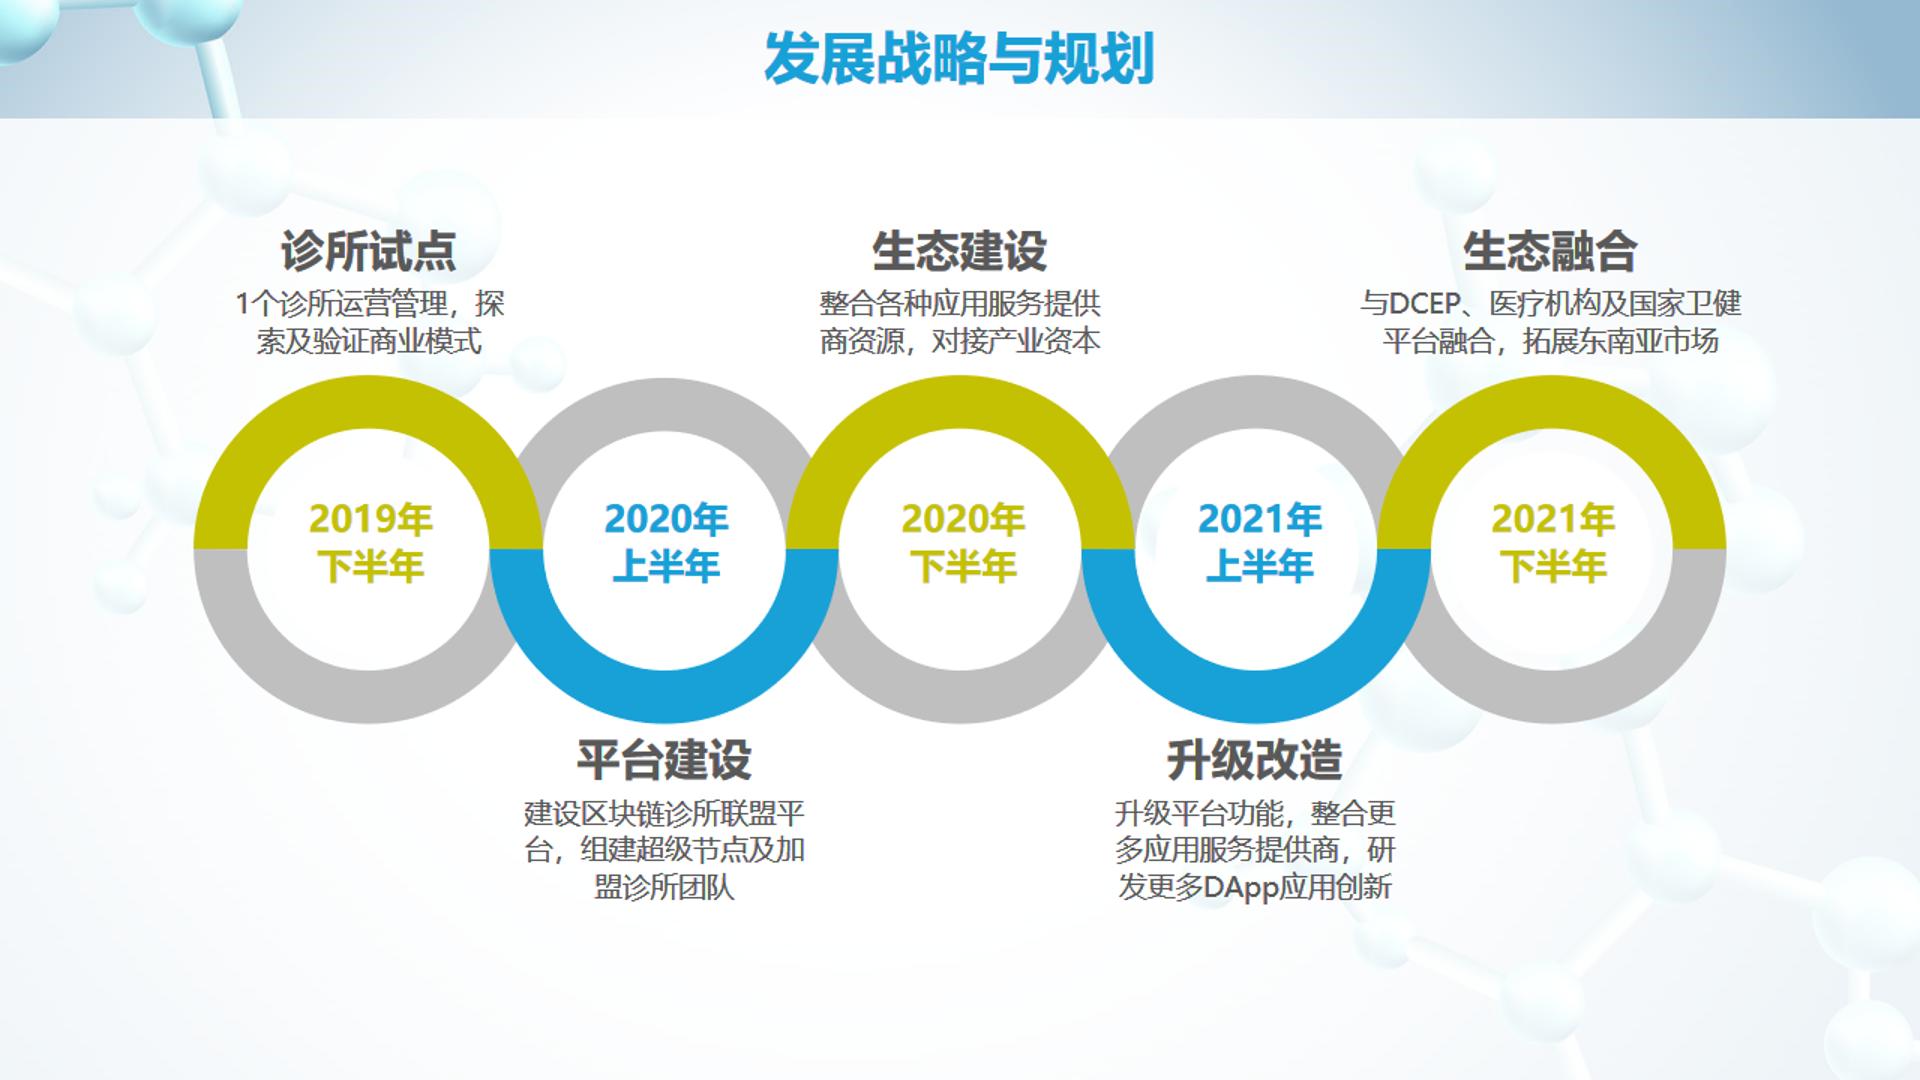 发展战略与规划
诊所试点
1个诊所运营管理，探
索及验证商业模式
生态建设
整合各种应用服务提供
商资源，对接产业资本
生态融合
与DCEP、医疗机构及国家卫健
平台融合，拓展东南亚市场
2019年
下半年
2020年
上半年
2020年
下半年
2021年
上半年
2021年
下半年
平台建设
建设区块链诊所联盟平
台，组建超级节点及加
盟诊所团队
升级改造
升级平台功能，整合更
多应用服务提供商，研
发更多DApp应用创新